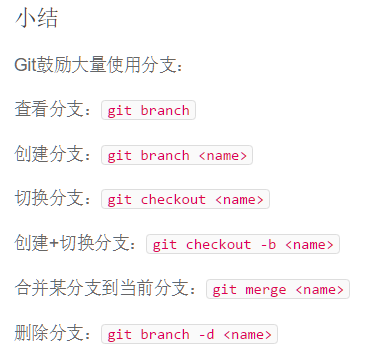 小结
Git鼓励大量使用分支：
查看分支：git branch
创建分支：git branch <name>
切换分支：git checkout <name>
创建+切换分支：git checkout -b <name>
合并某分支到当前分支：git merge <name>
删除分支：git branch -d <name>